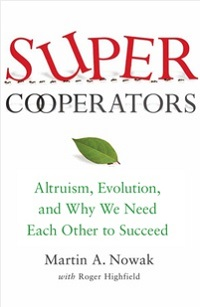 SUPER
COOPERATORS
Altruism, Evolution,
and Why We Need
Each Other to Succeed
Martin A. Nowak
with Roger Highfield